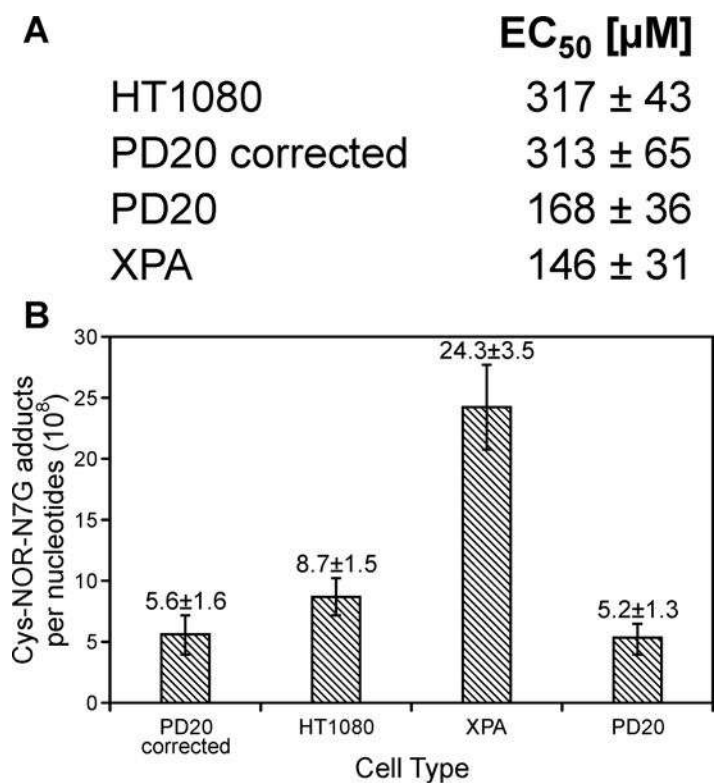 A
EC₅₀ [µM]
HT1080 317 ± 43
PD20 corrected 313 ± 65
PD20 168 ± 36
XPA 146 ± 31
B
Cys-NOR-N7G adducts
per nucleotides (10⁸)
30
25
20
15
10
5
0
5.6±1.6
8.7±1.5
24.3±3.5
5.2±1.3
PD20
corrected
HT1080
XPA
PD20
Cell Type